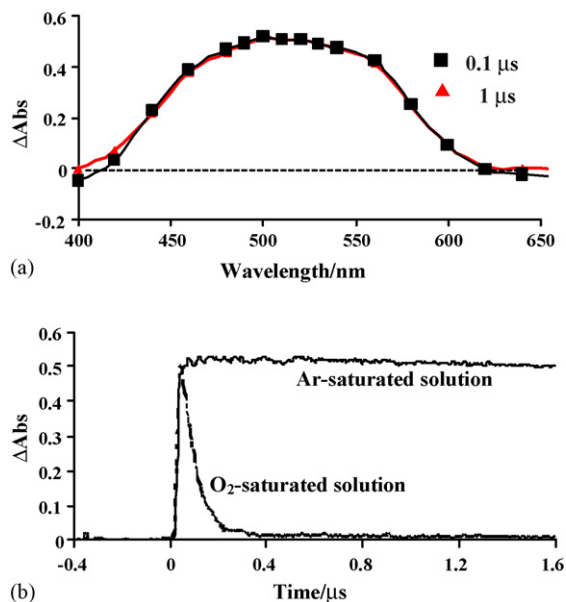 0.6
0.4
0.2
0
-0.2
ΔAbs
0.1 μs
1 μs
400 450 500 550 600 650
Wavelength/nm
(a)
0.6
0.5
0.4
0.3
0.2
0.1
0
ΔAbs
Ar-saturated solution
O₂-saturated solution
-0.4 0 0.4 0.8 1.2 1.6
Time/μs
(b)